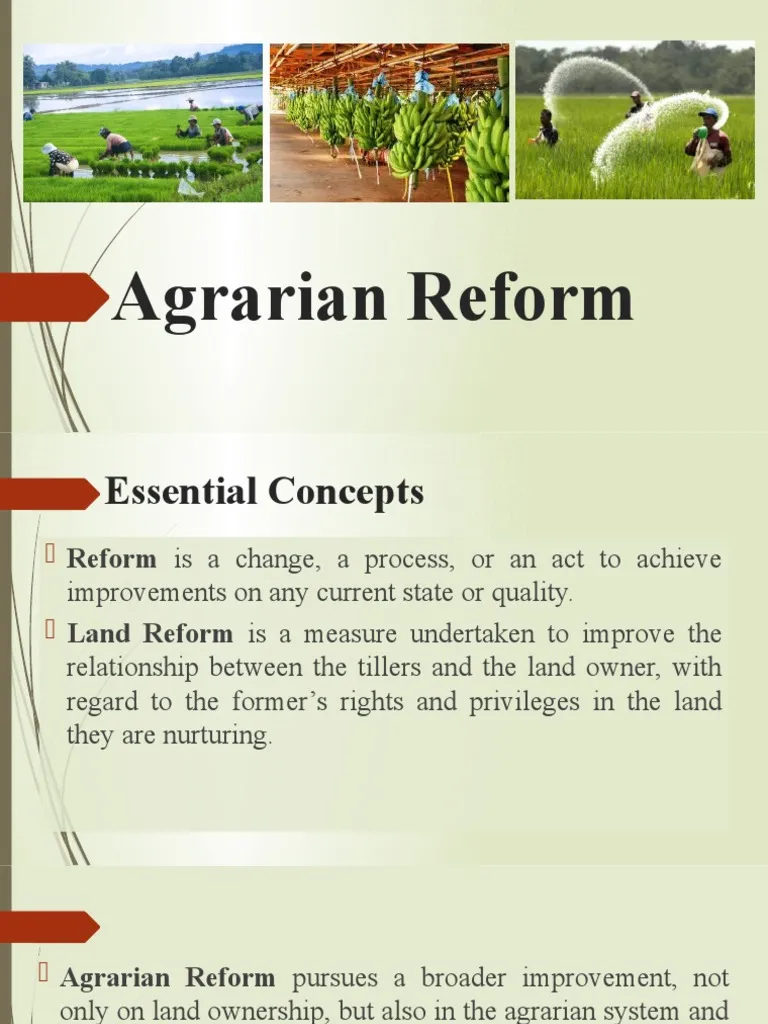 Agrarian Reform
Essential Concepts
Reform is a change, a process, or an act to achieve
improvements on any current state or quality.
Land Reform is a measure undertaken to improve the
relationship between the tillers and the land owner, with
regard to the former’s rights and privileges in the land
they are nurturing.
Agrarian Reform pursues a broader improvement, not
only on land ownership, but also in the agrarian system and